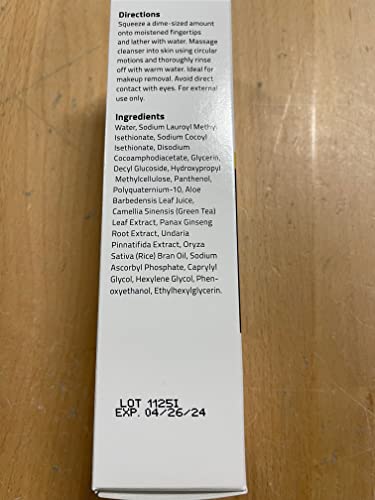 Directions
Squeeze a dime-sized amount
onto moistened fingertips
and lather with water. Massage
cleanser into skin using circular
motions and thoroughly rinse
off with warm water. Ideal for
makeup removal. Avoid direct
contact with eyes. For external
use only.
Ingredients
Water, Sodium Lauroyl Methyl
Isethionate, Sodium Cocoyl
Isethionate, Disodium
Cocoamphodiacetate, Glycerin,
Decyl Glucoside, Hydroxypropyl
Methylcellulose, Panthenol,
Polyquaternium-10, Aloe
Barbedensis Leaf Juice,
Camellia Sinensis (Green Tea)
Leaf Extract, Panax Ginseng
Root Extract, Undaria
Pinnatifida Extract, Oryza
Sativa (Rice) Bran Oil, Sodium
Ascorbyl Phosphate, Caprylyl
Glycol, Hexylene Glycol, Phen-
oxyethanol, Ethylhexylglycerin.
LOT 1125I
EXP. 04/26/24